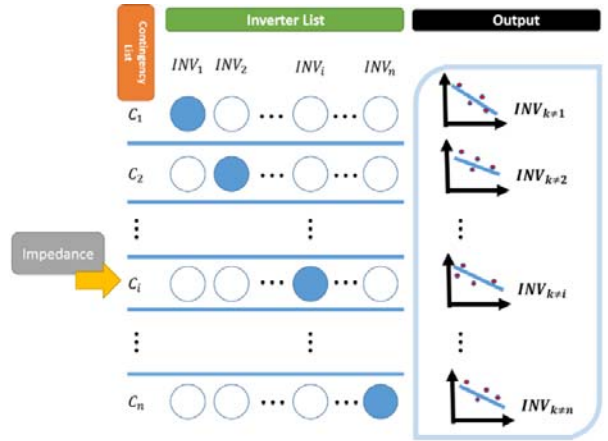 Contingency List
Inverter List
Output
INV₁ INV₂ INVᵢ INVₙ
C₁ ... ... INVₖ≠₁
C₂ ... ... INVₖ≠₂
Impedance
Cᵢ ... ... INVₖ≠ᵢ
Cₙ ... ... INVₖ≠ₙ